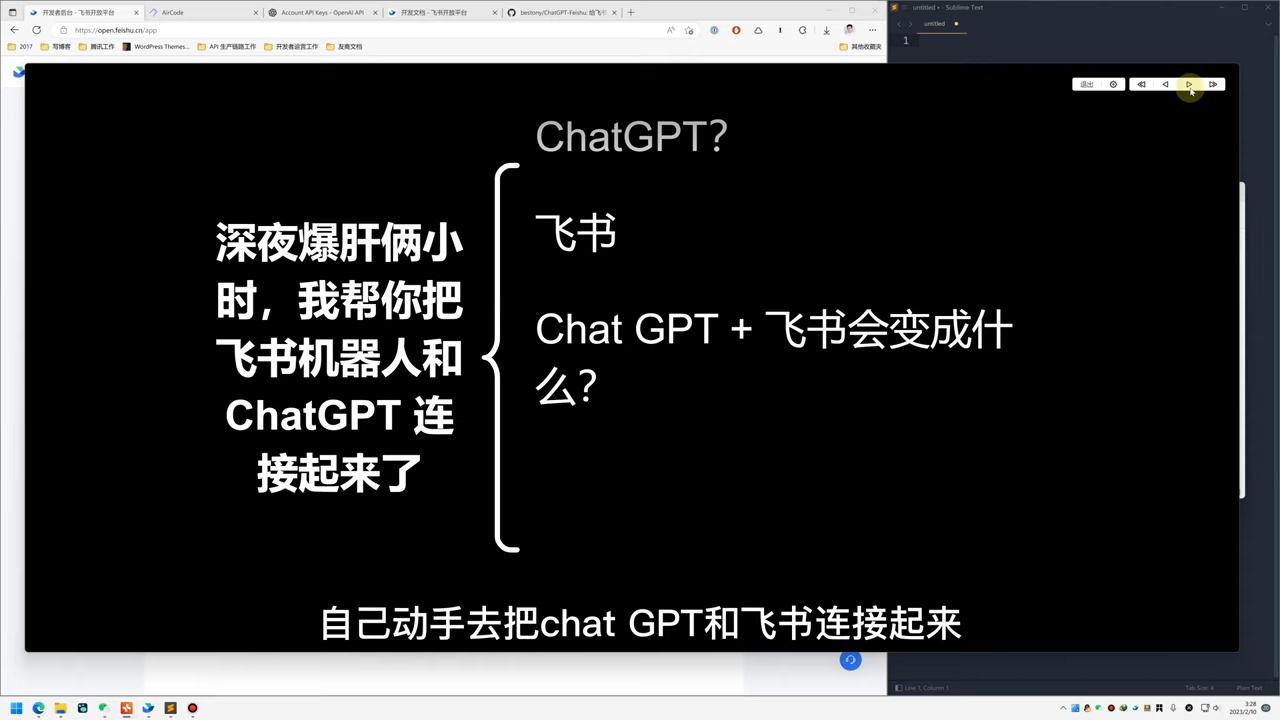 开发者后台 - 飞书开放平台
AirCode
Account API Keys - OpenAI API
开发文档 - 飞书开放平台
bestony/ChatGPT-Feishu: 给飞书
untitled • - Sublime Text
https://open.feishu.cn/app
untitled
2017
写博客
腾讯工作
WordPress Themes...
API 生产链路工作
开发者运营工作
友商文档
其他收藏夹
1
退出
ChatGPT？
深夜爆肝俩小
时，我帮你把
飞书机器人和
ChatGPT 连
接起来了
飞书
Chat GPT + 飞书会变成什
么？
自己动手去把chat GPT和飞书连接起来
Line 1, Column 1
Tab Size: 4
Plain Text
3:28
2023/2/10